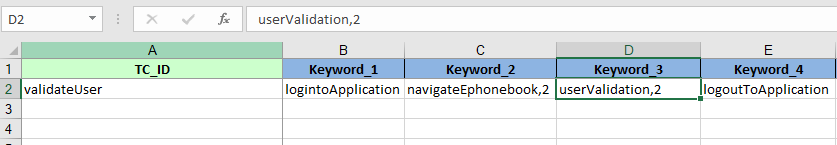 D2 fx userValidation,2
A B C D E
1 TC_ID Keyword_1 Keyword_2 Keyword_3 Keyword_4
2 validateUser logintoApplication navigateEphonebook,2 userValidation,2 logoutToApplication
3
4